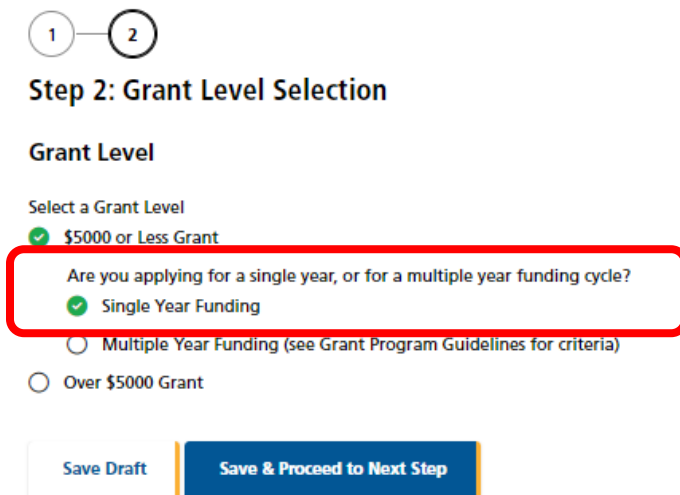 1 2
Step 2: Grant Level Selection
Grant Level
Select a Grant Level
$5000 or Less Grant
Are you applying for a single year, or for a multiple year funding cycle?
Single Year Funding
Multiple Year Funding (see Grant Program Guidelines for criteria)
Over $5000 Grant
Save Draft Save & Proceed to Next Step